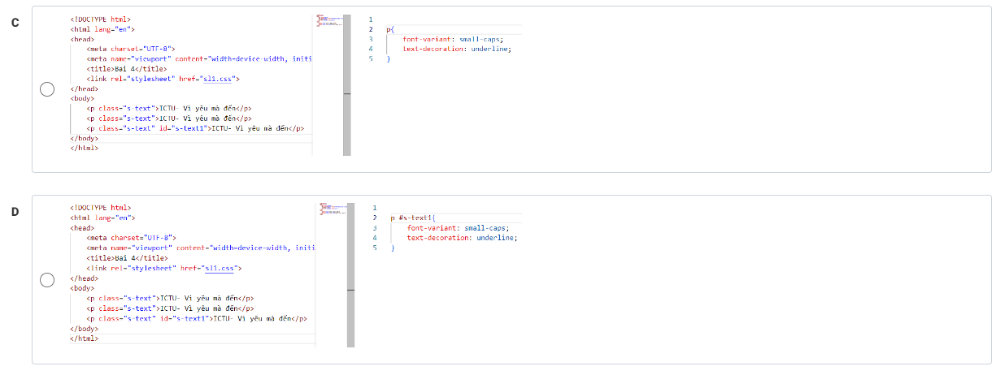 C
<!DOCTYPE html>
<html lang="en">
<head>
<meta charset="UTF-8">
<meta name="viewport" content="width=device-width, initi
<title>Bai 4</title>
<link rel="stylesheet" href="sl1.css">
</head>
<body>
<p class="s-text">ICTU- Vì yêu mà đến</p>
<p class="s-text">ICTU- Vì yêu mà đến</p>
<p class="s-text" id="s-text1">ICTU- Vì yêu mà đến</p>
</body>
</html>
1
2 p{
3 font-variant: small-caps;
4 text-decoration: underline;
5 }
D
<!DOCTYPE html>
<html lang="en">
<head>
<meta charset="UTF-8">
<meta name="viewport" content="width=device-width, initi
<title>Bai 4</title>
<link rel="stylesheet" href="sl1.css">
</head>
<body>
<p class="s-text">ICTU- Vì yêu mà đến</p>
<p class="s-text">ICTU- Vì yêu mà đến</p>
<p class="s-text" id="s-text1">ICTU- Vì yêu mà đến</p>
</body>
</html>
1
2 p #s-text1{
3 font-variant: small-caps;
4 text-decoration: underline;
5 }